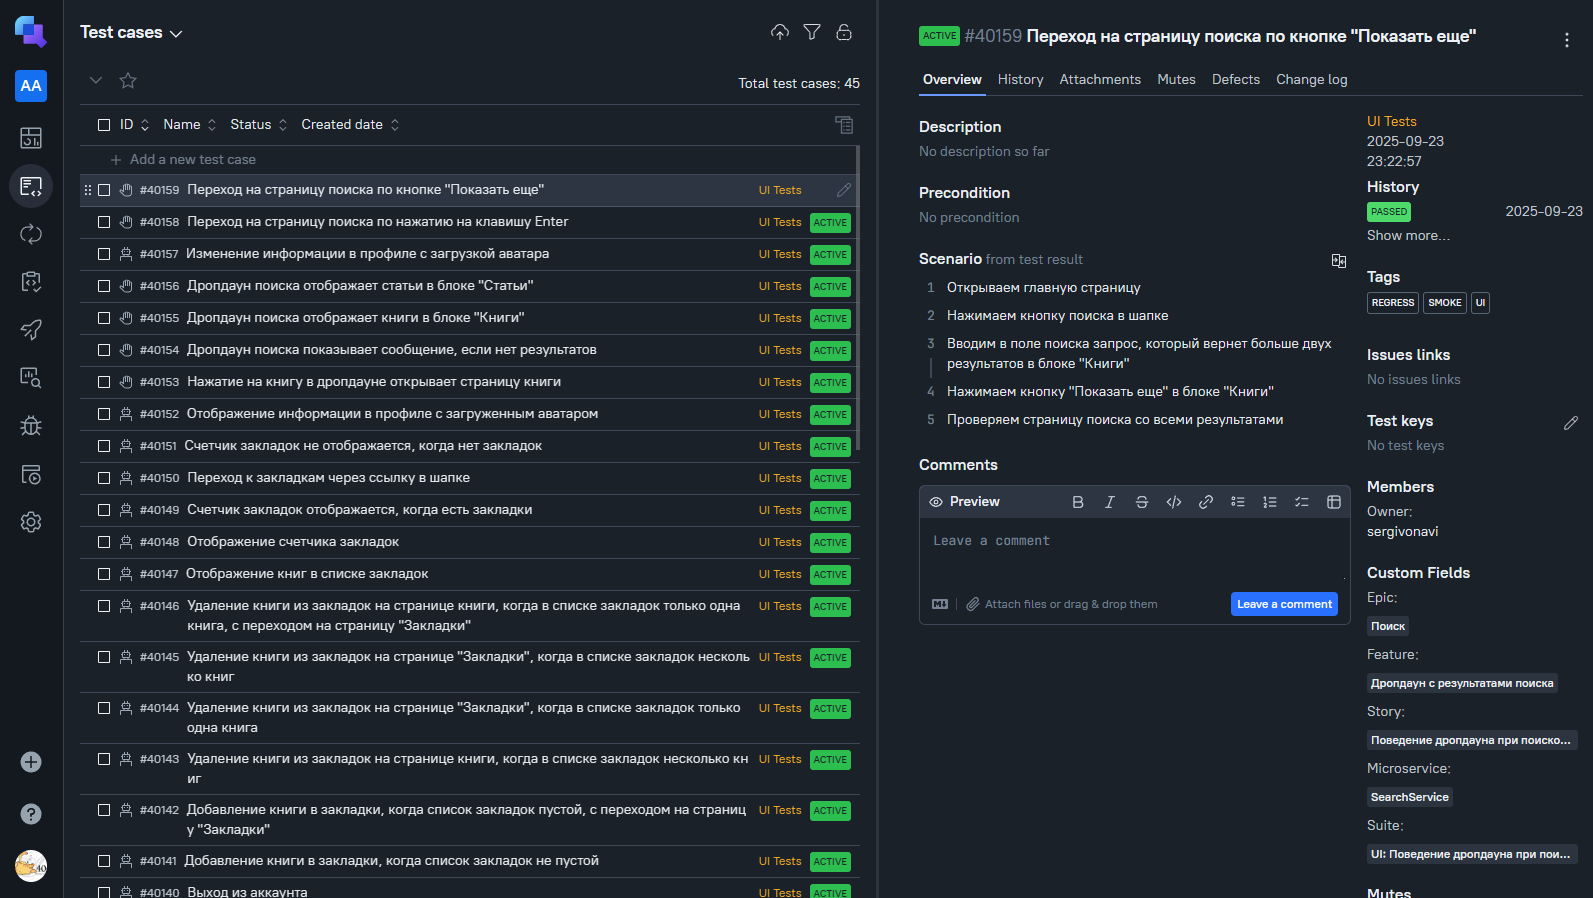 AA
Test cases
Total test cases: 45
ID Name Status Created date
Add a new test case
#40159 Переход на страницу поиска по кнопке "Показать еще" UI Tests
#40158 Переход на страницу поиска по нажатию на клавишу Enter UI Tests ACTIVE
#40157 Изменение информации в профиле с загрузкой аватара UI Tests ACTIVE
#40156 Дропдаун поиска отображает статьи в блоке "Статьи" UI Tests ACTIVE
#40155 Дропдаун поиска отображает книги в блоке "Книги" UI Tests ACTIVE
#40154 Дропдаун поиска показывает сообщение, если нет результатов UI Tests ACTIVE
#40153 Нажатие на книгу в дропдауне открывает страницу книги UI Tests ACTIVE
#40152 Отображение информации в профиле с загруженным аватаром UI Tests ACTIVE
#40151 Счетчик закладок не отображается, когда нет закладок UI Tests ACTIVE
#40150 Переход к закладкам через ссылку в шапке UI Tests ACTIVE
#40149 Счетчик закладок отображается, когда есть закладки UI Tests ACTIVE
#40148 Отображение счетчика закладок UI Tests ACTIVE
#40147 Отображение книг в списке закладок UI Tests ACTIVE
#40146 Удаление книги из закладок на странице книги, когда в списке закладок только одна UI Tests ACTIVE
книга, с переходом на страницу "Закладки"
#40145 Удаление книги из закладок на странице "Закладки", когда в списке закладок несколь UI Tests ACTIVE
ко книг
#40144 Удаление книги из закладок на странице "Закладки", когда в списке закладок только UI Tests ACTIVE
одна книга
#40143 Удаление книги из закладок на странице книги, когда в списке закладок несколько кн UI Tests ACTIVE
иг
#40142 Добавление книги в закладки, когда список закладок пустой, с переходом на страниц UI Tests ACTIVE
у "Закладки"
#40141 Добавление книги в закладки, когда список закладок не пустой UI Tests ACTIVE
#40140 Выход из аккаунта UI Tests ACTIVE
ACTIVE #40159 Переход на страницу поиска по кнопке "Показать еще"
Overview History Attachments Mutes Defects Change log
Description
No description so far
Precondition
No precondition
Scenario from test result
1 Открываем главную страницу
2 Нажимаем кнопку поиска в шапке
3 Вводим в поле поиска запрос, который вернет больше двух
результатов в блоке "Книги"
4 Нажимаем кнопку "Показать еще" в блоке "Книги"
5 Проверяем страницу поиска со всеми результатами
Comments
Preview
Leave a comment
Attach files or drag & drop them
Leave a comment
UI Tests
2025-09-23
23:22:57
History
PASSED 2025-09-23
Show more...
Tags
REGRESS SMOKE UI
Issues links
No issues links
Test keys
No test keys
Members
Owner:
sergivonavi
Custom Fields
Epic:
Поиск
Feature:
Дропдаун с результатами поиска
Story:
Поведение дропдауна при поиско...
Microservice:
SearchService
Suite:
UI: Поведение дропдауна при пои...
Mutes